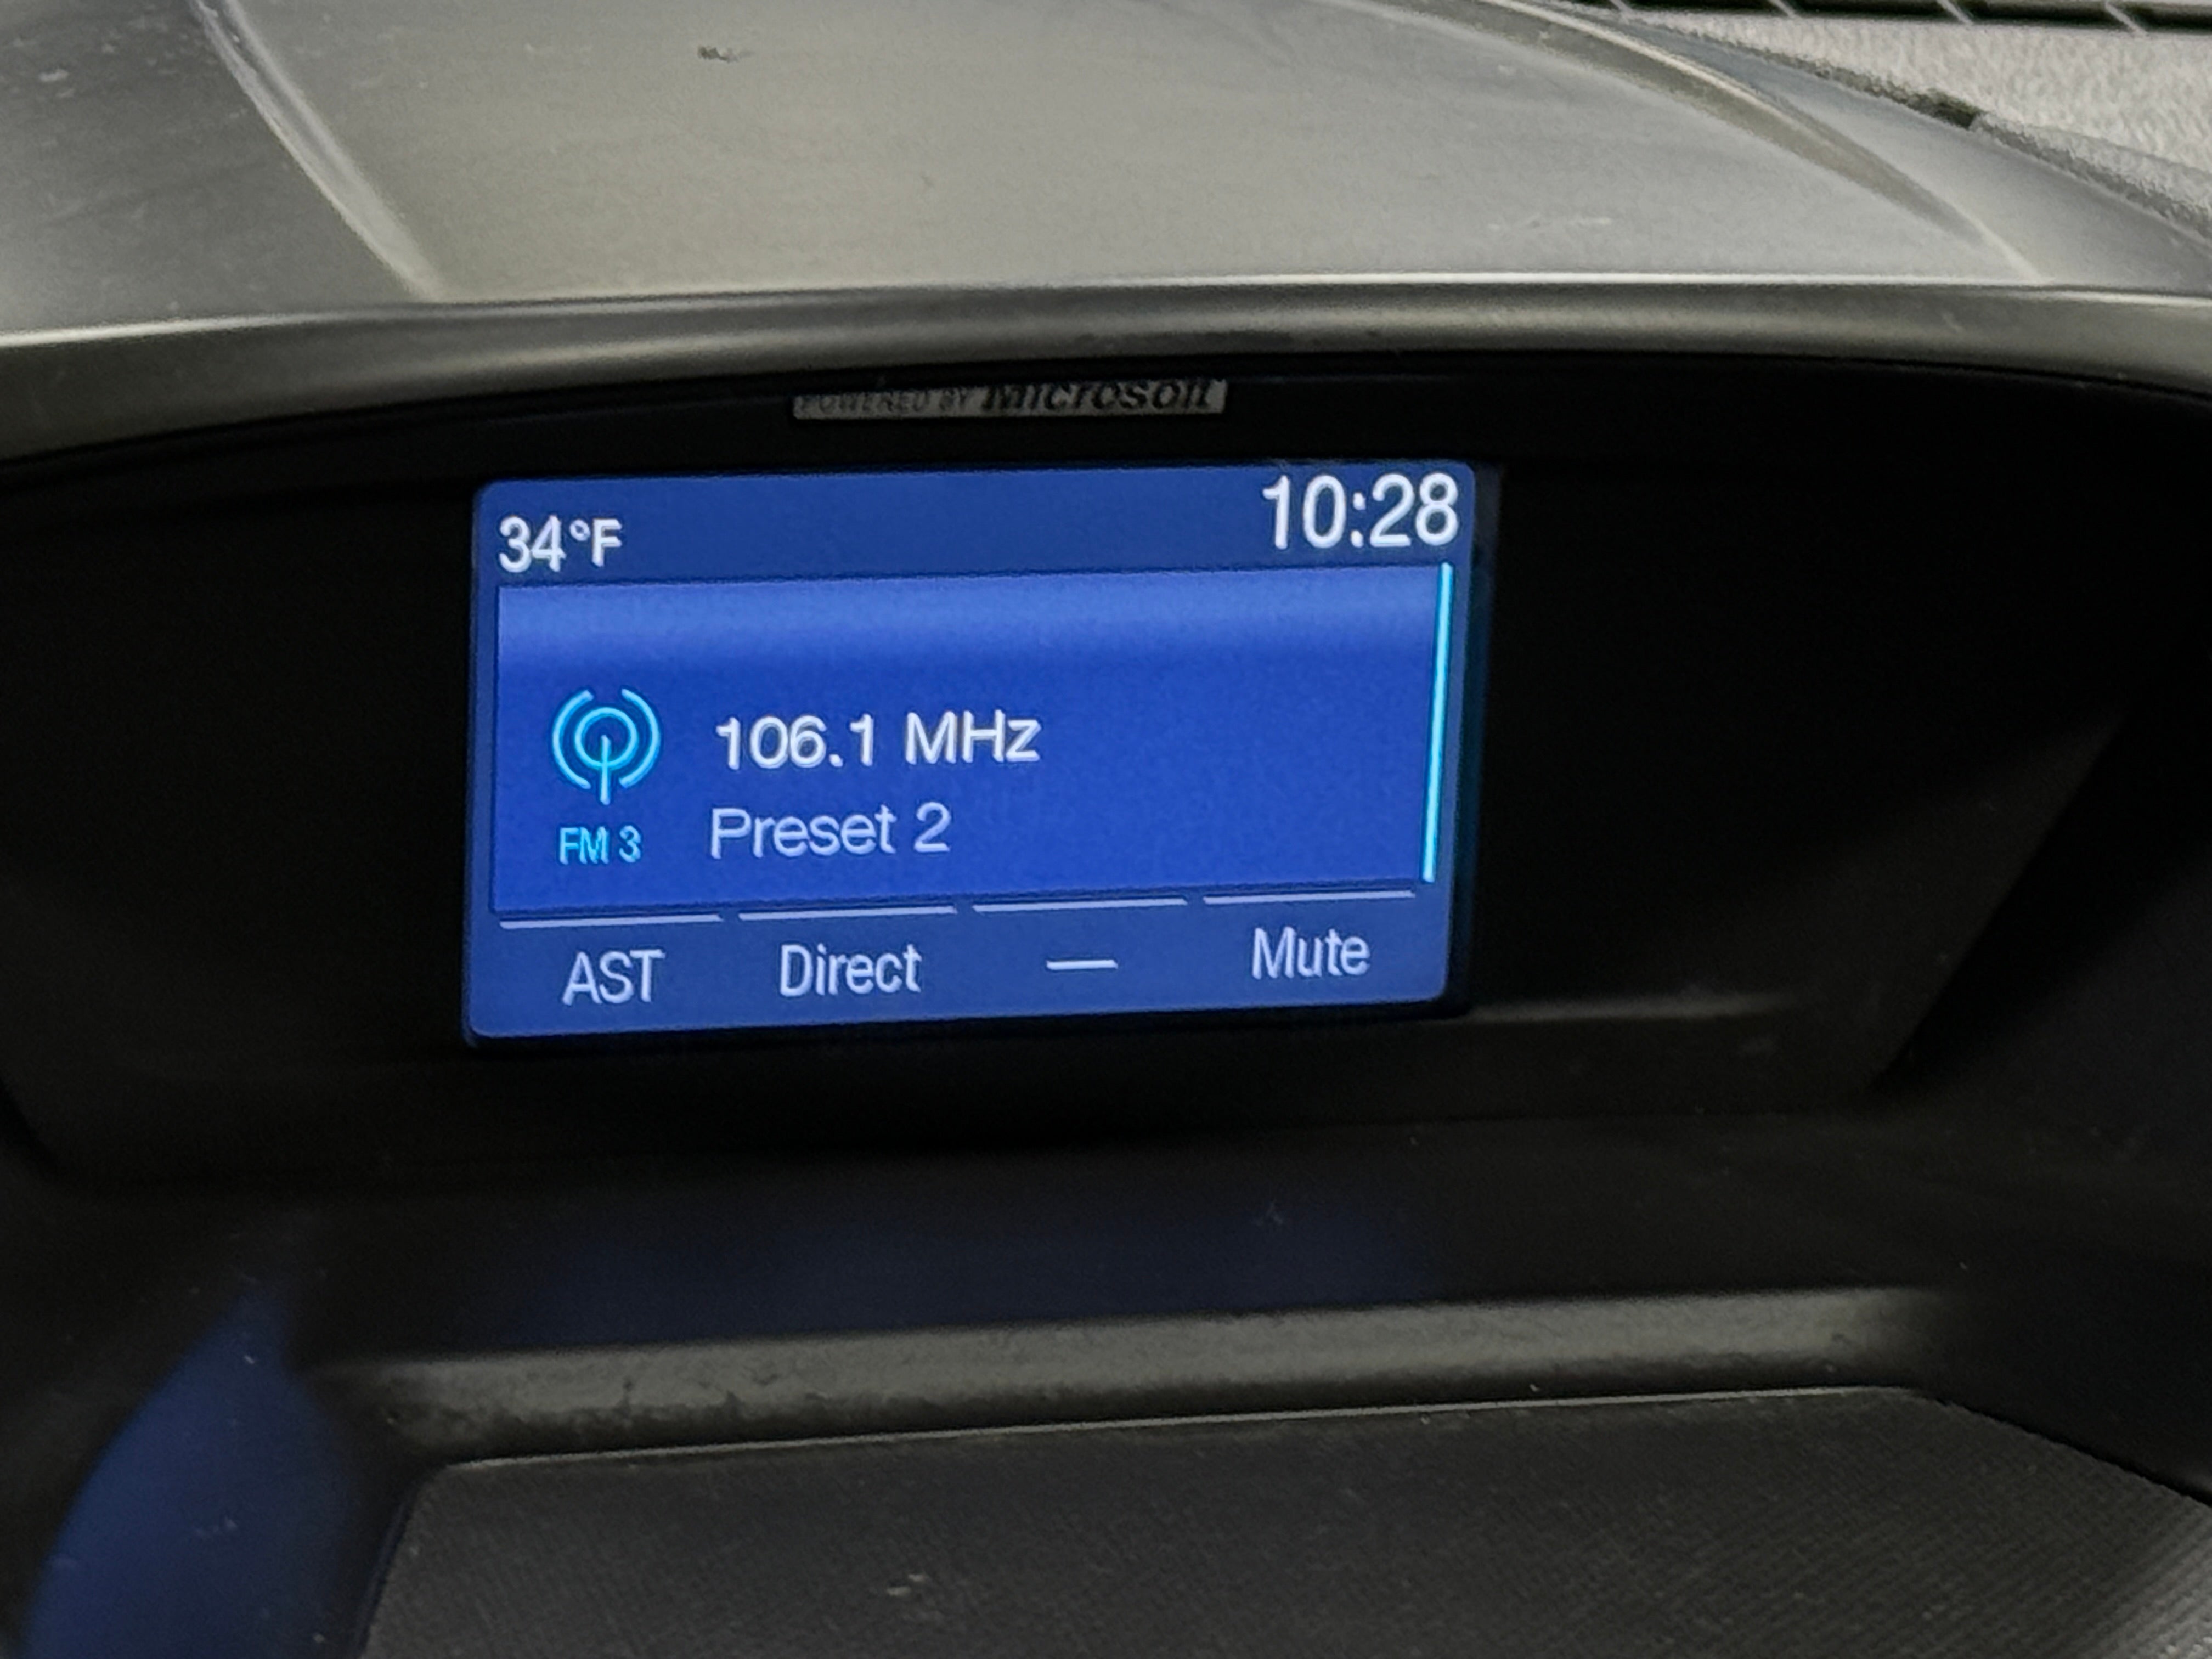 POWERED BY Microsoft
34°F
10:28
106.1 MHz
Preset 2
FM 3
AST
Direct
—
Mute